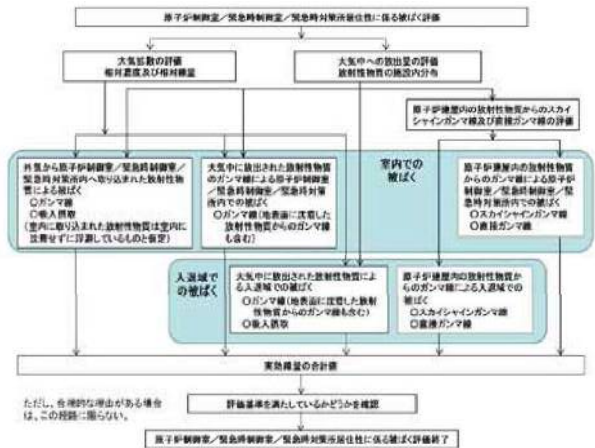 原子炉制御室／緊急時制御室／緊急時対策所居住性に係る被ばく評価
大気拡散の評価
相対濃度及び相対線量
大気中への放出量の評価
放射性物質の施設内分布
原子炉建屋内の放射性物質からのスカイ
シャインガンマ線及び直接ガンマ線の評価
室内での
被ばく
外気から原子炉制御室／緊急時制御室／
緊急時対策所内へ取り込まれた放射性物
質による被ばく
○ガンマ線
○吸入摂取
（室内に取り込まれた放射性物質は室内に
沈着せずに浮遊しているものと仮定）
大気中に放出された放射性物質
のガンマ線による原子炉制御室
／緊急時制御室／緊急時対策
所内での被ばく
○ガンマ線（地表面に沈着した
放射性物質からのガンマ線
も含む）
原子炉建屋内の放射性物質
からのガンマ線による原子炉
制御室／緊急時制御室／緊
急時対策所内での被ばく
○スカイシャインガンマ線
○直接ガンマ線
入退域で
の被ばく
大気中に放出された放射性物質によ
る入退域での被ばく
○ガンマ線（地表面に沈着した放射
性物質からのガンマ線も含む）
○吸入摂取
原子炉建屋内の放射性物質か
らのガンマ線による入退域での
被ばく
○スカイシャインガンマ線
○直接ガンマ線
実効線量の合計値
ただし、合理的な理由がある場合
は、この経路に限らない。
評価基準を満たしているかどうかを確認
原子炉制御室／緊急時制御室／緊急時対策所居住性に係る被ばく評価終了